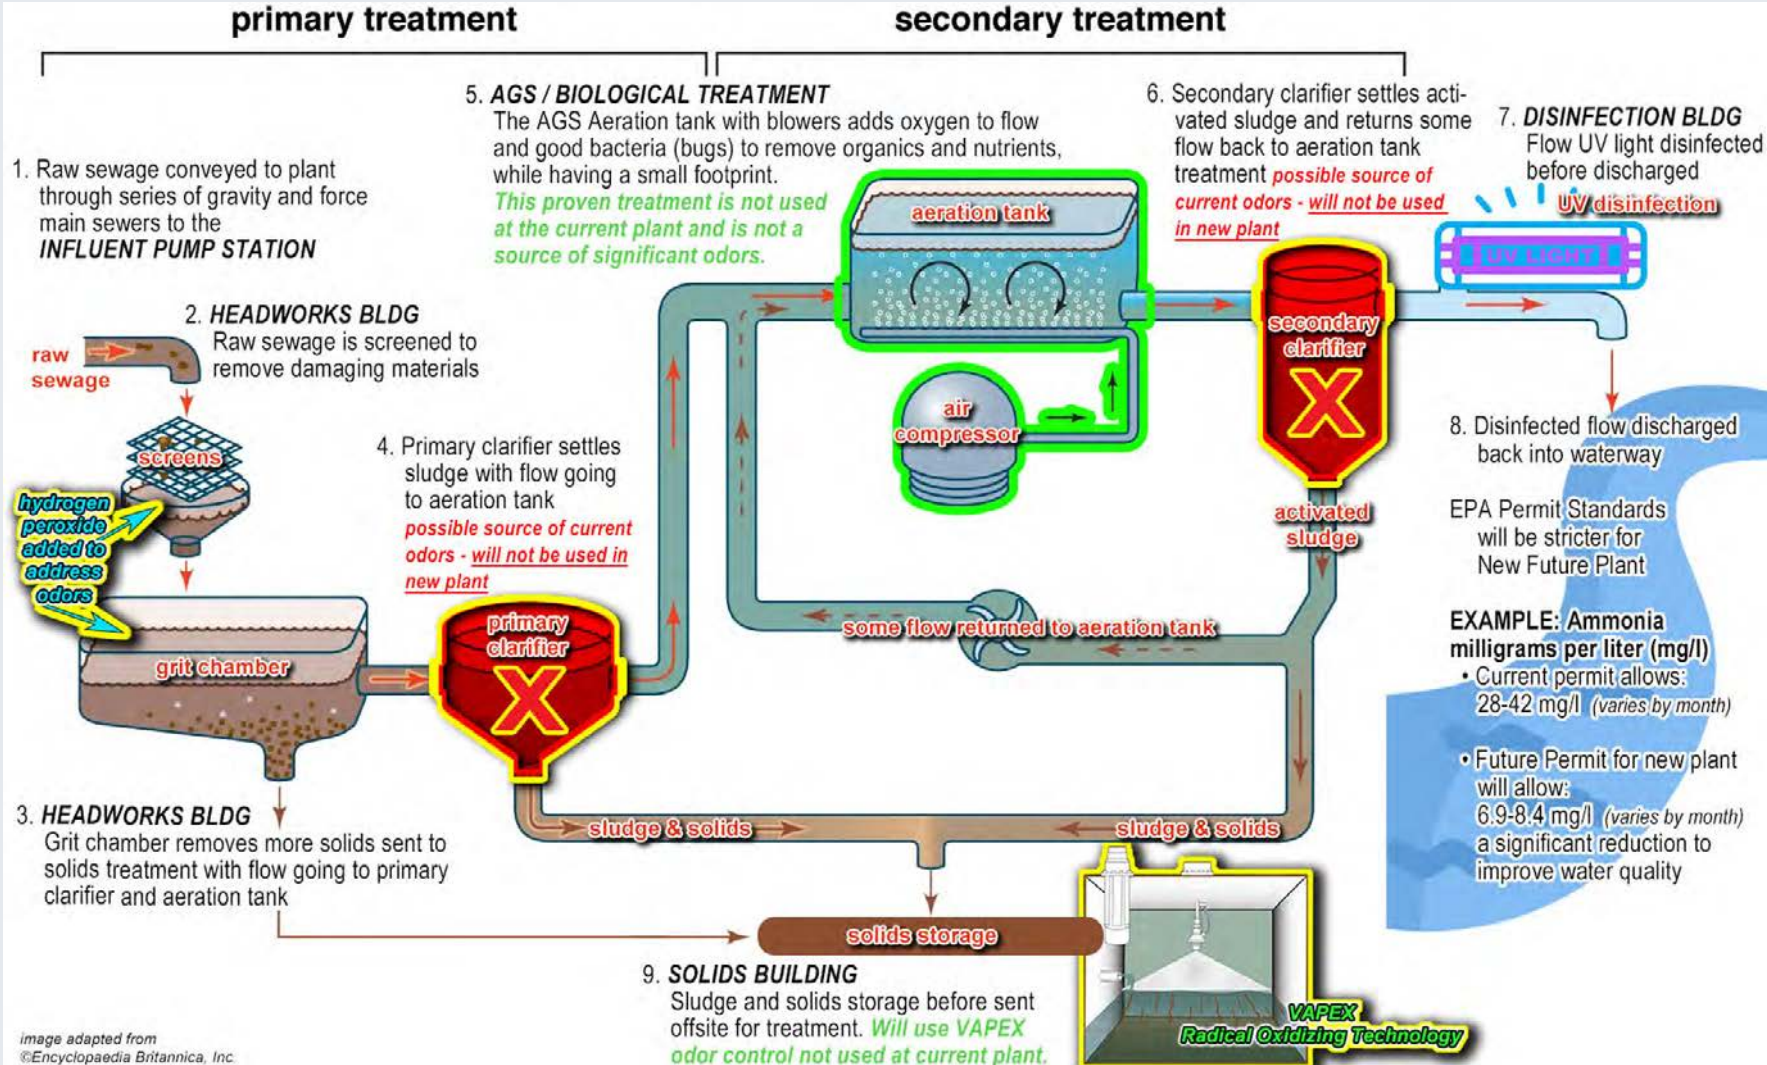 primary treatment
secondary treatment
1. Raw sewage conveyed to plant
through series of gravity and force
main sewers to the
INFLUENT PUMP STATION
2. HEADWORKS BLDG
Raw sewage is screened to
remove damaging materials
raw
sewage
screens
hydrogen
peroxide
added to
address
odors
grit chamber
3. HEADWORKS BLDG
Grit chamber removes more solids sent to
solids treatment with flow going to primary
clarifier and aeration tank
4. Primary clarifier settles
sludge with flow going
to aeration tank
possible source of current
odors - will not be used in
new plant
primary
clarifier
X
5. AGS / BIOLOGICAL TREATMENT
The AGS Aeration tank with blowers adds oxygen to flow
and good bacteria (bugs) to remove organics and nutrients,
while having a small footprint.
This proven treatment is not used
at the current plant and is not a
source of significant odors.
aeration tank
air
compressor
6. Secondary clarifier settles acti-
vated sludge and returns some
flow back to aeration tank
treatment possible source of
current odors - will not be used
in new plant
secondary
clarifier
X
activated
sludge
some flow returned to aeration tank
sludge & solids
sludge & solids
7. DISINFECTION BLDG
Flow UV light disinfected
before discharged
UV disinfection
UV LIGHT
8. Disinfected flow discharged
back into waterway
EPA Permit Standards
will be stricter for
New Future Plant
EXAMPLE: Ammonia
milligrams per liter (mg/l)
• Current permit allows:
28-42 mg/l (varies by month)
• Future Permit for new plant
will allow:
6.9-8.4 mg/l (varies by month)
a significant reduction to
improve water quality
solids storage
9. SOLIDS BUILDING
Sludge and solids storage before sent
offsite for treatment. Will use VAPEX
odor control not used at current plant.
VAPEX
Radical Oxidizing Technology
image adapted from
©Encyclopaedia Britannica, Inc.